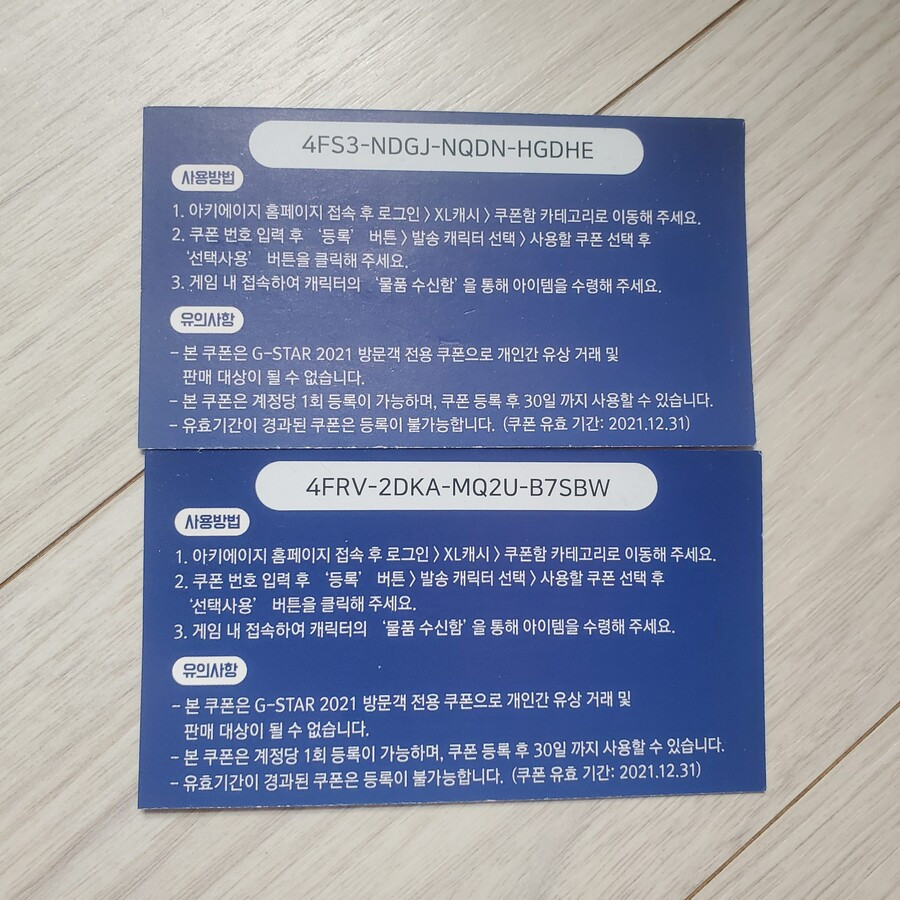 4FS3-NDGJ-NQDN-HGDHE
사용방법
1. 아키에이지 홈페이지 접속 후 로그인 > XL캐시 > 쿠폰함 카테고리로 이동해 주세요.
2. 쿠폰 번호 입력 후 ‘등록’ 버튼 > 발송 캐릭터 선택 > 사용할 쿠폰 선택 후
‘선택사용’ 버튼을 클릭해 주세요.
3. 게임 내 접속하여 캐릭터의 ‘물품 수신함’을 통해 아이템을 수령해 주세요.
유의사항
- 본 쿠폰은 G-STAR 2021 방문객 전용 쿠폰으로 개인간 유상 거래 및
판매 대상이 될 수 없습니다.
- 본 쿠폰은 계정당 1회 등록이 가능하며, 쿠폰 등록 후 30일 까지 사용할 수 있습니다.
- 유효기간이 경과된 쿠폰은 등록이 불가능합니다. (쿠폰 유효 기간: 2021.12.31)
4FRV-2DKA-MQ2U-B7SBW
사용방법
1. 아키에이지 홈페이지 접속 후 로그인 > XL캐시 > 쿠폰함 카테고리로 이동해 주세요.
2. 쿠폰 번호 입력 후 ‘등록’ 버튼 > 발송 캐릭터 선택 > 사용할 쿠폰 선택 후
‘선택사용’ 버튼을 클릭해 주세요.
3. 게임 내 접속하여 캐릭터의 ‘물품 수신함’을 통해 아이템을 수령해 주세요.
유의사항
- 본 쿠폰은 G-STAR 2021 방문객 전용 쿠폰으로 개인간 유상 거래 및
판매 대상이 될 수 없습니다.
- 본 쿠폰은 계정당 1회 등록이 가능하며, 쿠폰 등록 후 30일 까지 사용할 수 있습니다.
- 유효기간이 경과된 쿠폰은 등록이 불가능합니다. (쿠폰 유효 기간: 2021.12.31)